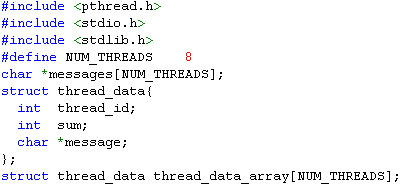 #include <pthread.h>
#include <stdio.h>
#include <stdlib.h>
#define NUM_THREADS    8
char *messages[NUM_THREADS];
struct thread_data{
  int  thread_id;
  int  sum;
  char *message;
};
struct thread_data thread_data_array[NUM_THREADS];